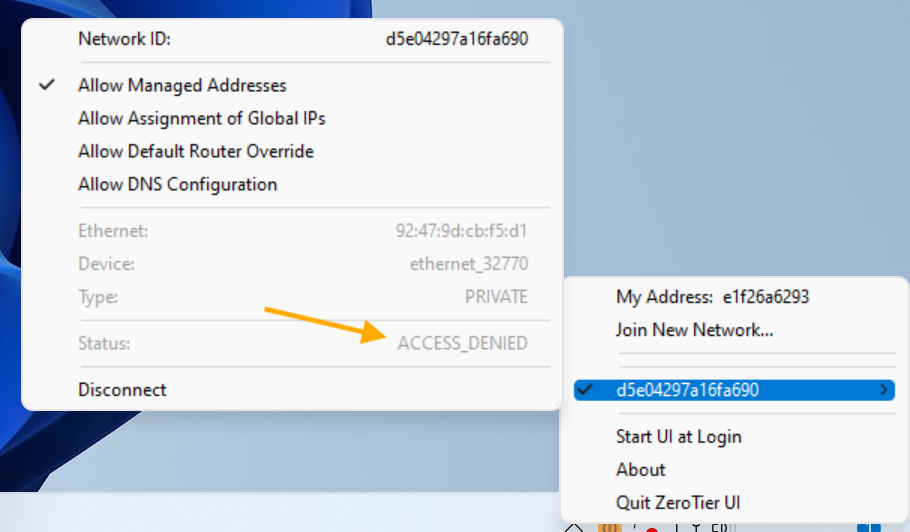 Network ID: d5e04297a16fa690
Allow Managed Addresses
Allow Assignment of Global IPs
Allow Default Router Override
Allow DNS Configuration
Ethernet: 92:47:9d:cb:f5:d1
Device: ethernet_32770
Type: PRIVATE
Status: ACCESS_DENIED
Disconnect
My Address: e1f26a6293
Join New Network...
d5e04297a16fa690
Start UI at Login
About
Quit ZeroTier UI